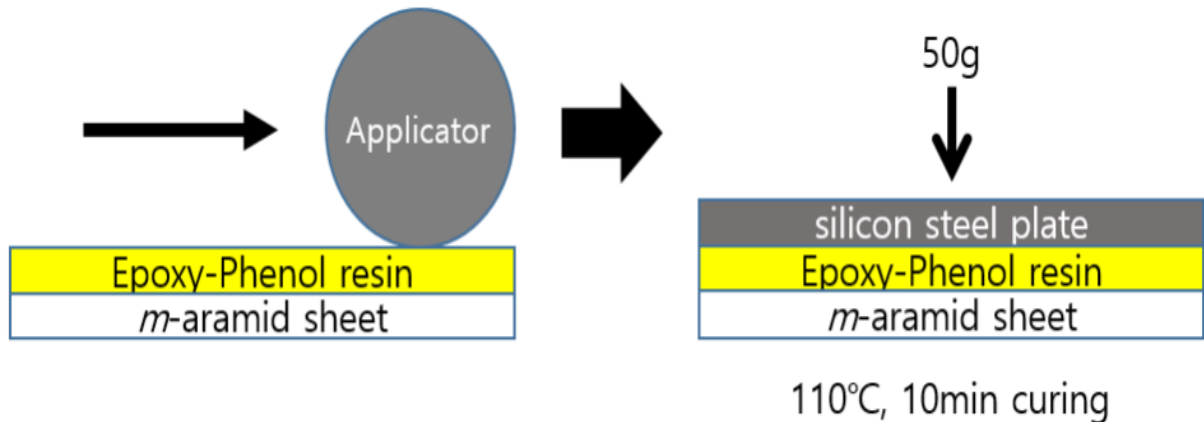 Applicator
Epoxy-Phenol resin
m-aramid sheet
50g
silicon steel plate
Epoxy-Phenol resin
m-aramid sheet
110℃, 10min curing